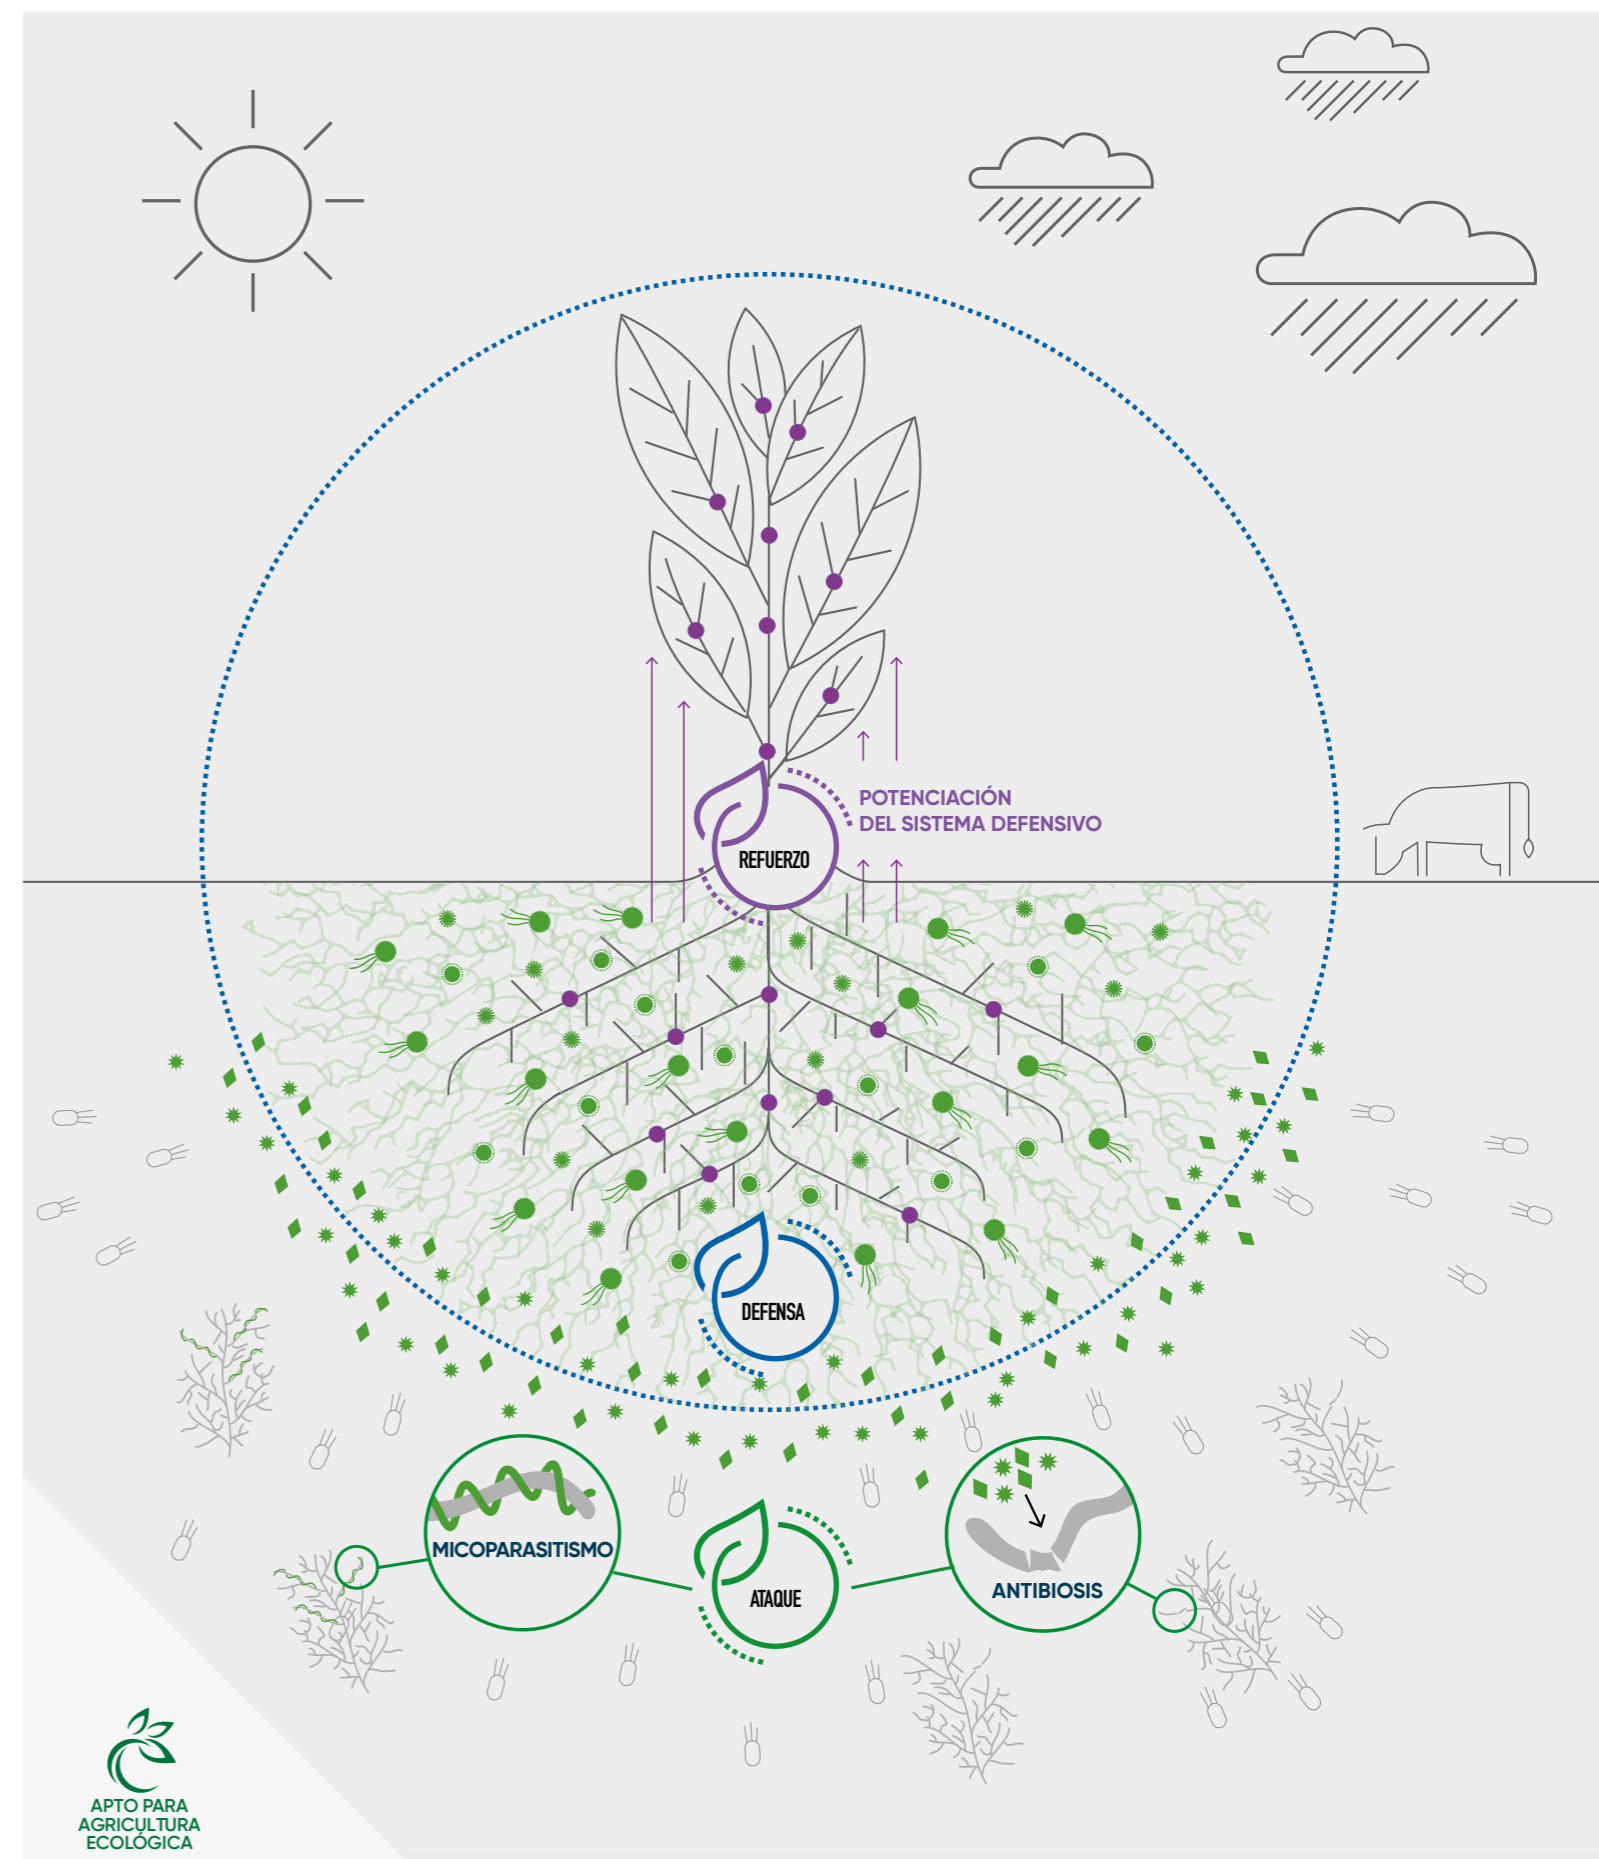 POTENCIACIÓN
DEL SISTEMA DEFENSIVO
REFUERZO
DEFENSA
MICOPARASITISMO
ANTIBIOSIS
ATAQUE
APTO PARA
AGRICULTURA
ECOLÓGICA